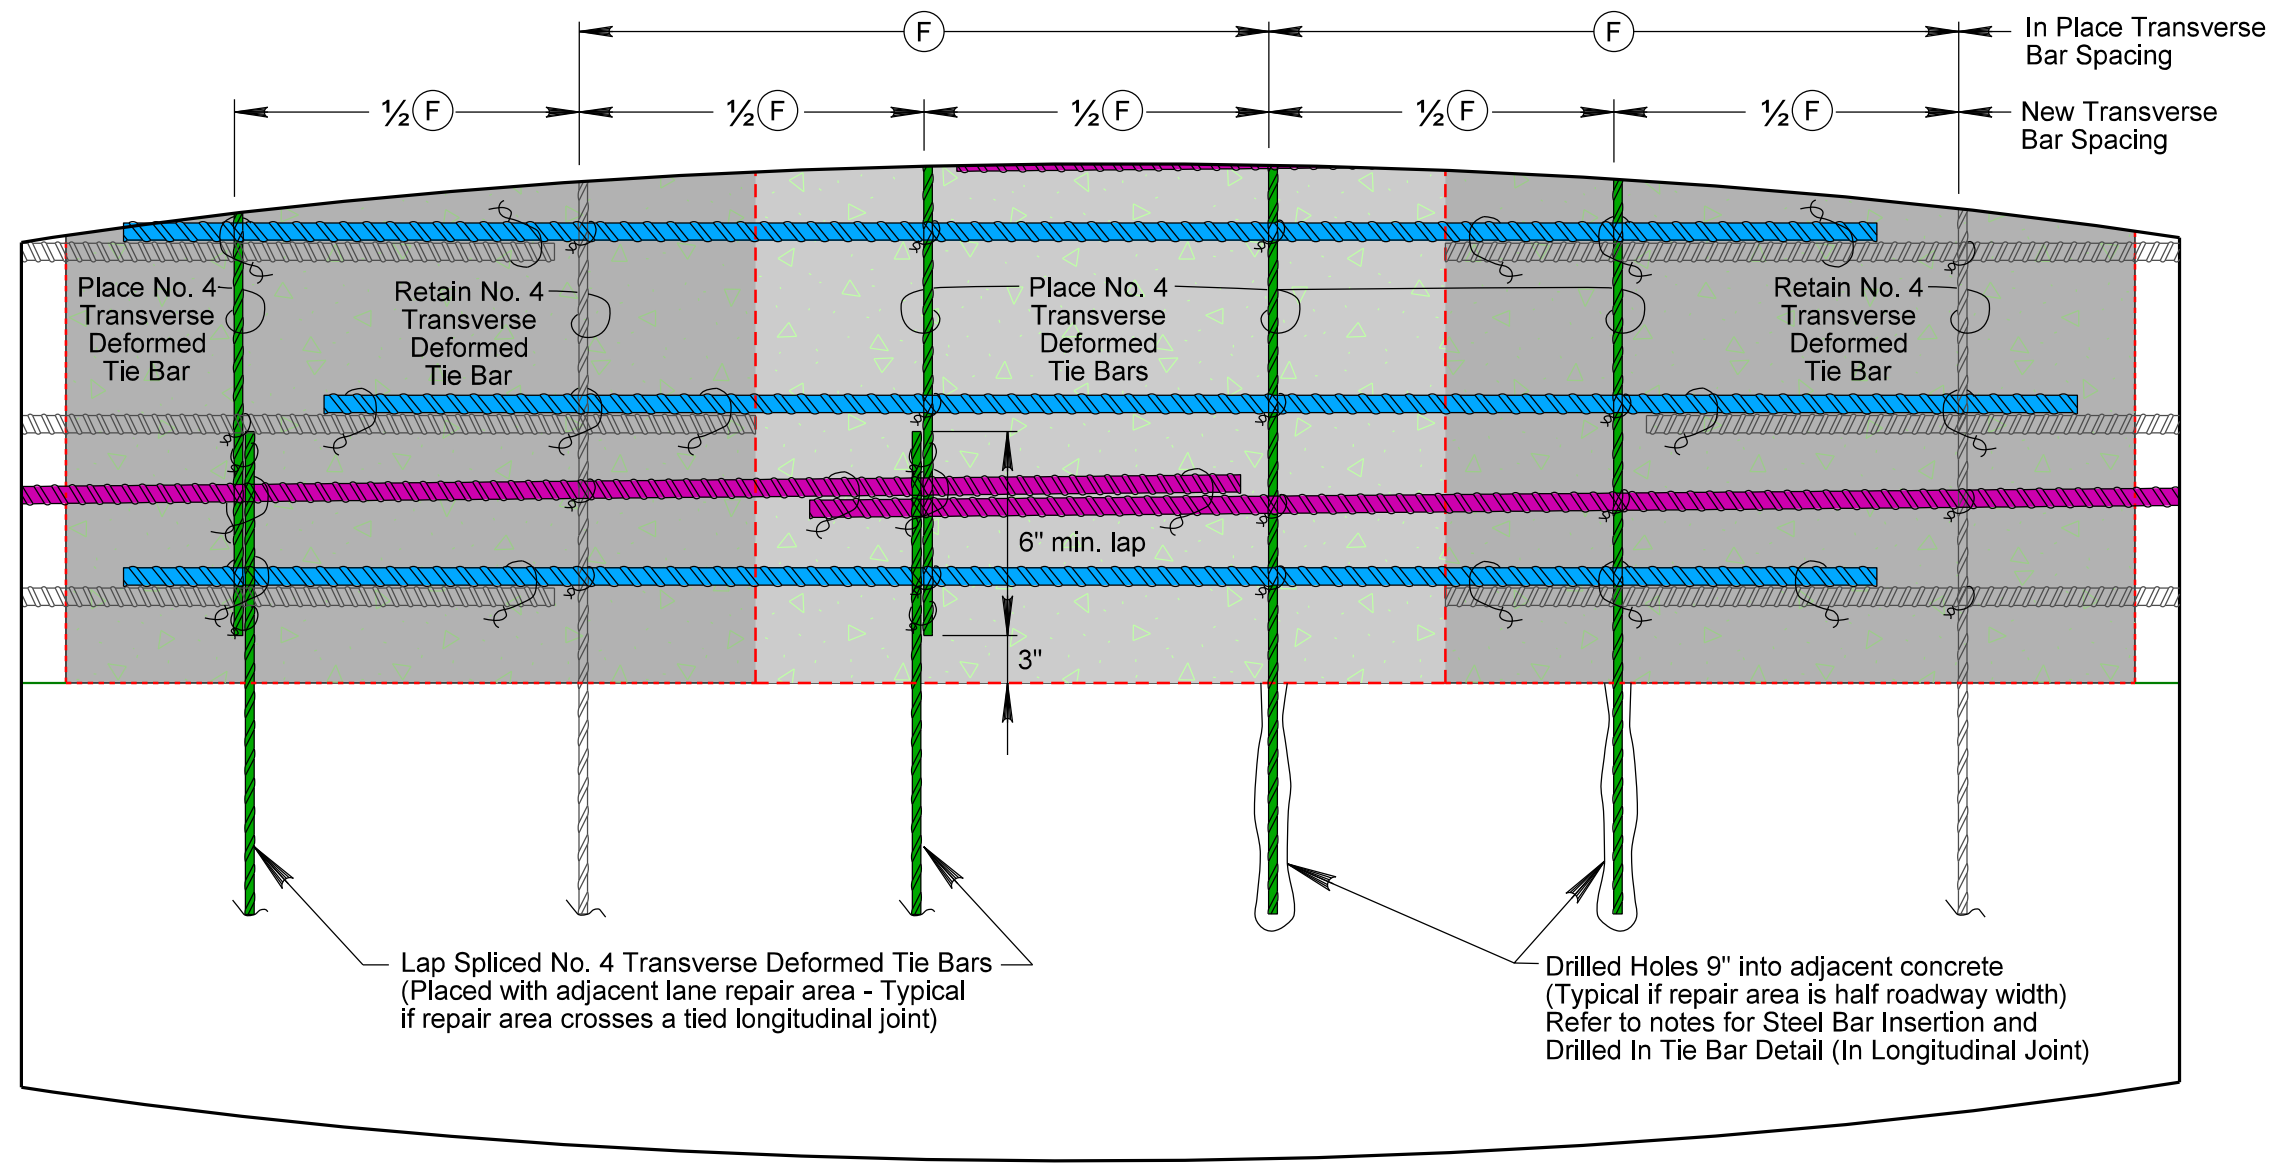 F
F
In Place Transverse
Bar Spacing
½ F
½ F
½ F
½ F
½ F
New Transverse
Bar Spacing
Place No. 4
Transverse
Deformed
Tie Bar
Retain No. 4
Transverse
Deformed
Tie Bar
Place No. 4
Transverse
Deformed
Tie Bars
Retain No. 4
Transverse
Deformed
Tie Bar
6" min. lap
3"
Lap Spliced No. 4 Transverse Deformed Tie Bars
(Placed with adjacent lane repair area - Typical
if repair area crosses a tied longitudinal joint)
Drilled Holes 9" into adjacent concrete
(Typical if repair area is half roadway width)
Refer to notes for Steel Bar Insertion and
Drilled In Tie Bar Detail (In Longitudinal Joint)